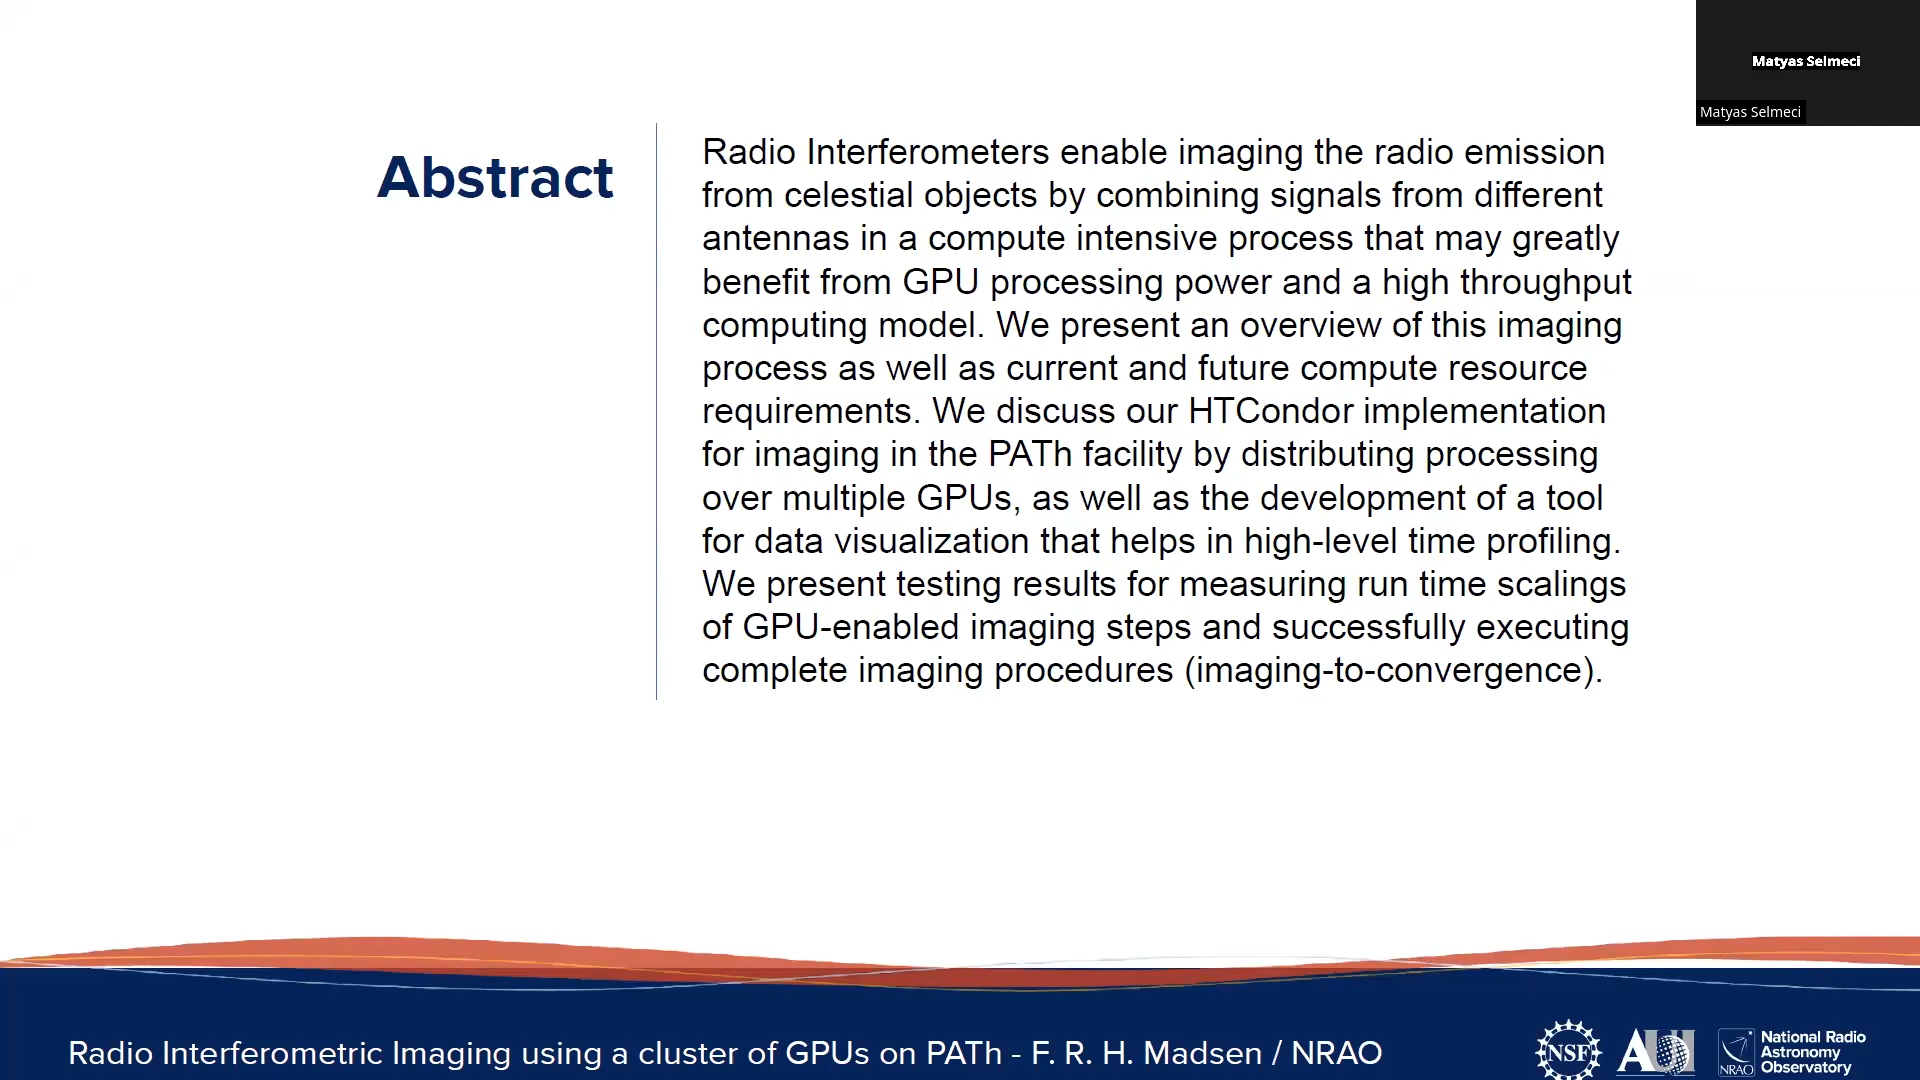 Matyas Selmeci
Matyas Selmeci
Abstract
Radio Interferometers enable imaging the radio emission
from celestial objects by combining signals from different
antennas in a compute intensive process that may greatly
benefit from GPU processing power and a high throughput
computing model. We present an overview of this imaging
process as well as current and future compute resource
requirements. We discuss our HTCondor implementation
for imaging in the PATh facility by distributing processing
over multiple GPUs, as well as the development of a tool
for data visualization that helps in high-level time profiling.
We present testing results for measuring run time scalings
of GPU-enabled imaging steps and successfully executing
complete imaging procedures (imaging-to-convergence).
Radio Interferometric Imaging using a cluster of GPUs on PATh - F. R. H. Madsen / NRAO
NSF
AUI
NRAO
National Radio
Astronomy
Observatory